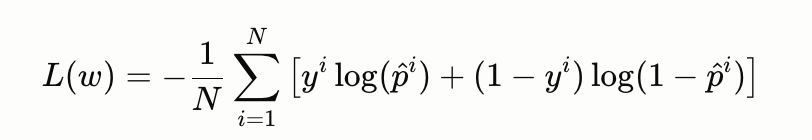 L(w) = -\frac{1}{N} \sum_{i=1}^{N} \left[ y^i \log(\hat{p}^i) + (1 - y^i) \log(1 - \hat{p}^i) \right]